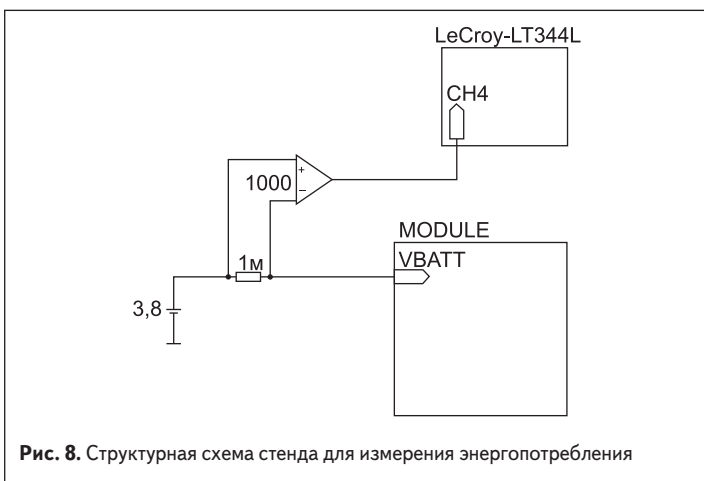 LeCroy-LT344L
CH4
+
1000
–
MODULE
1м
VBATT
3,8
Рис. 8. Структурная схема стенда для измерения энергопотребления